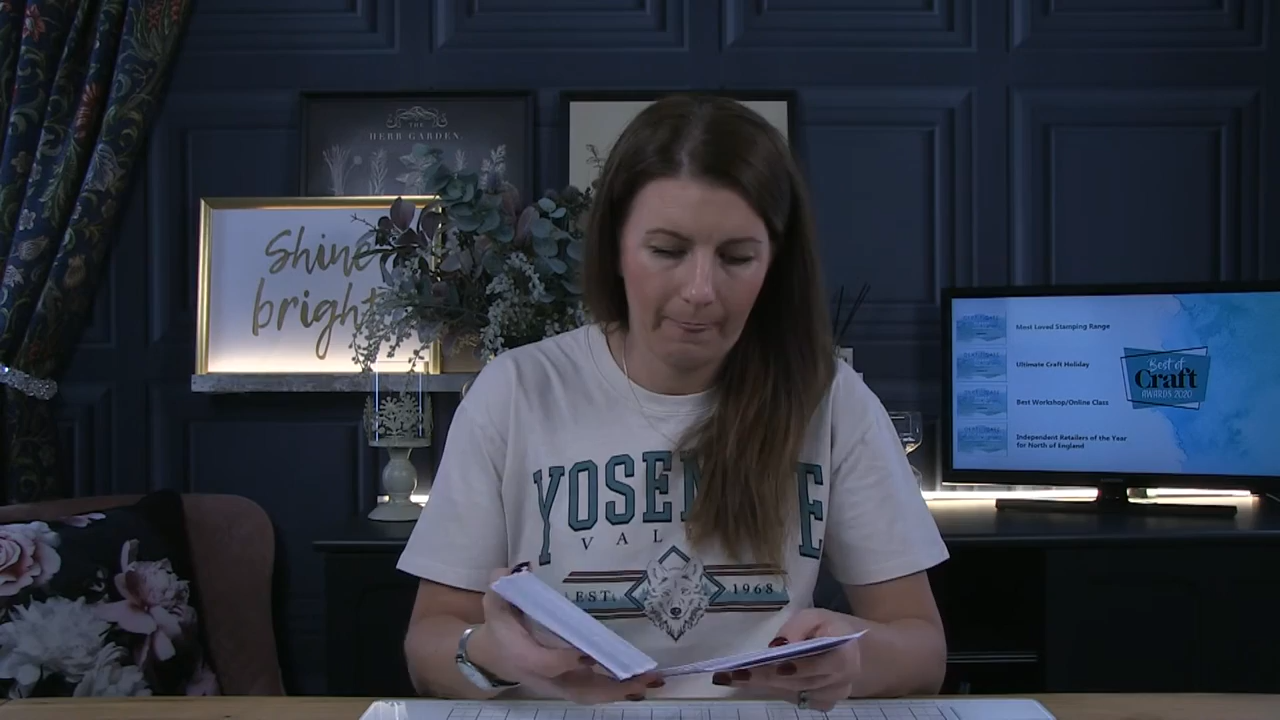 THE
HERB GARDEN.
Shine
bright
YOSEM
E
VAL
EST.
1968
Most Loved Stamping Range
Ultimate Craft Holiday
Best Workshop/Online Class
Independent Retailers of the Year
for North of England
Best of
Craft
AWARDS 2020